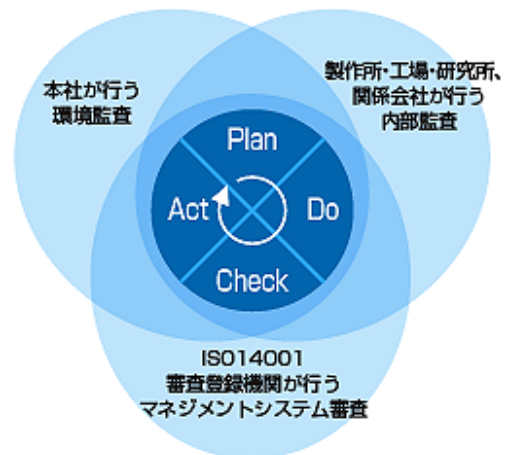 本社が行う
環境監査
製作所・工場・研究所、
関係会社が行う
内部監査
Plan
Act
Do
Check
ISO14001
審査登録機関が行う
マネジメントシステム審査